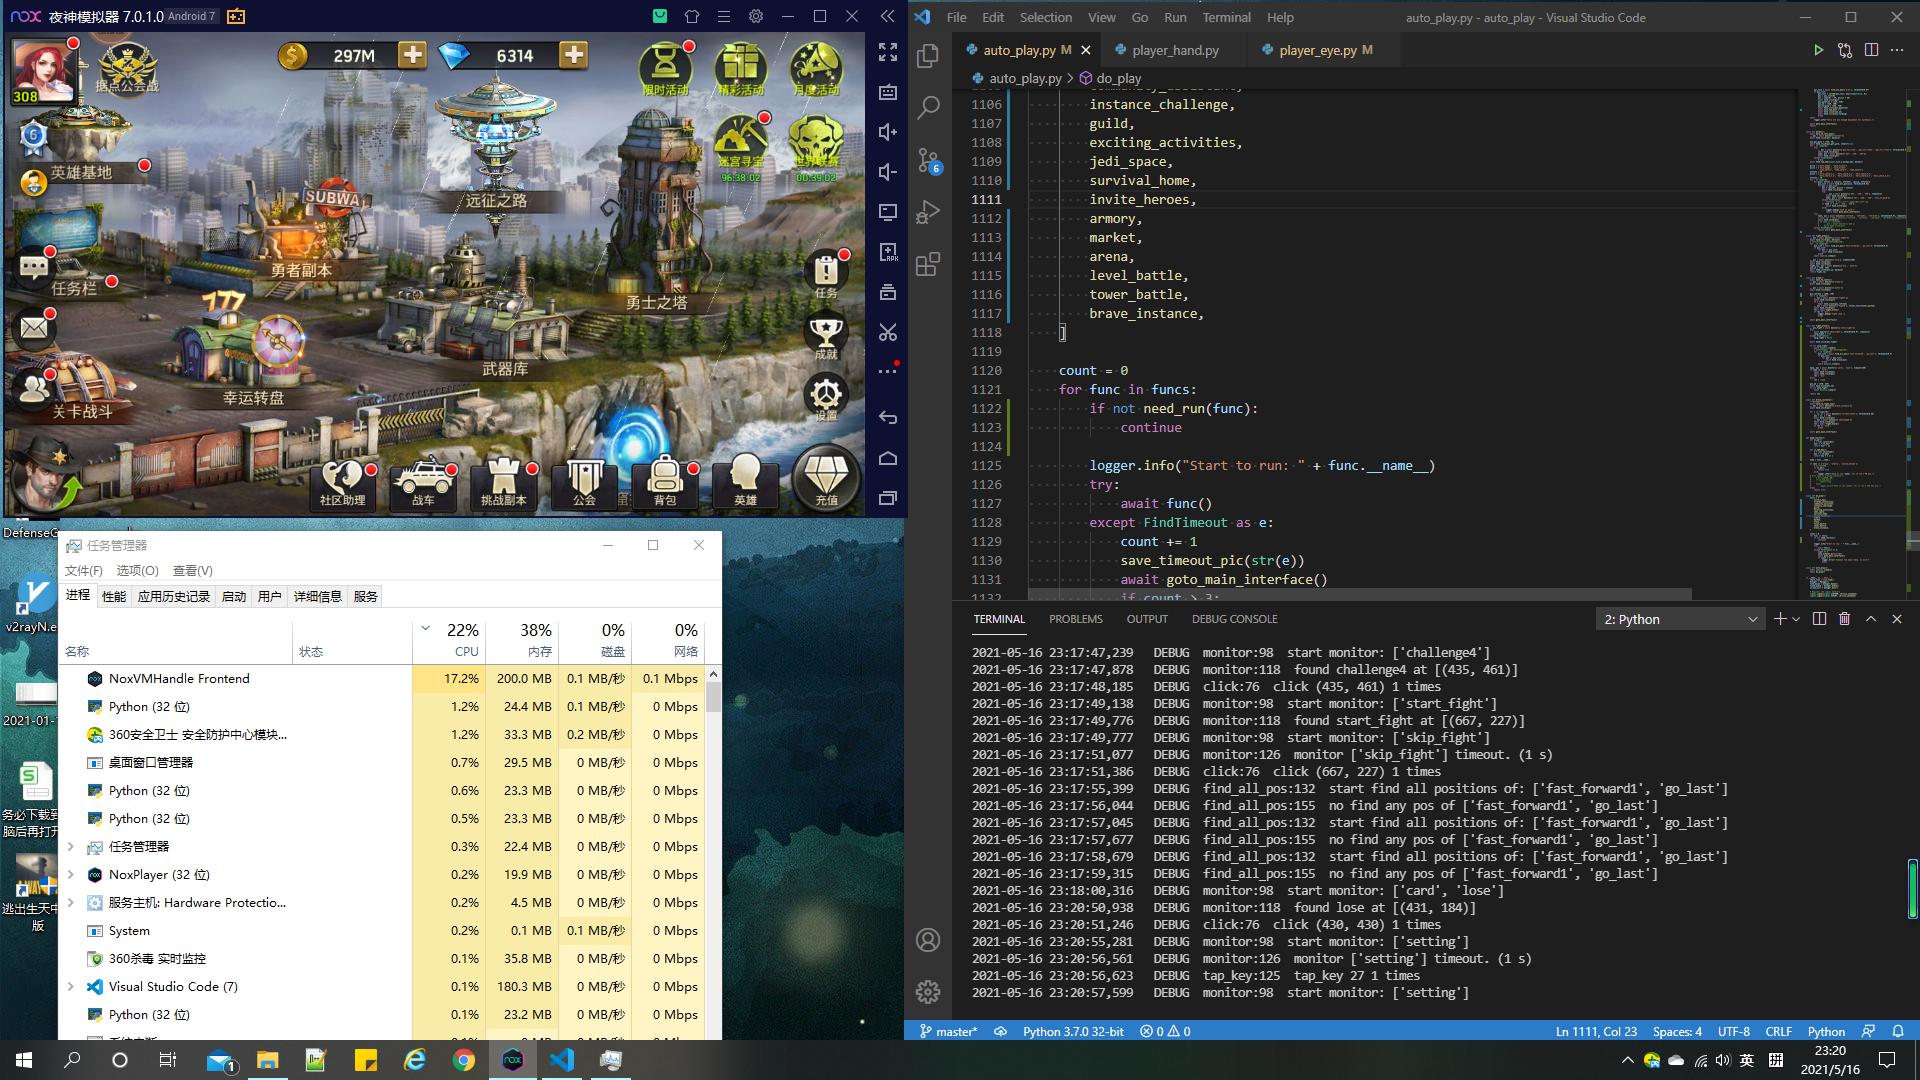 nox 夜神模拟器 7.0.1.0 Android 7
308
据点公会战
297M
6314
限时活动
精彩活动
月度活动
6
英雄基地
SUBWA
远征之路
迷宫寻宝
96:38:02
世界联赛
00:39:02
勇者副本
任务栏
勇士之塔
任务
777
武器库
成就
幸运转盘
关卡战斗
设置
社区助理
战车
挑战副本
公会
背包
英雄
充值
APK
DefenseG
v2rayN.e
2021-01-
务必下载到
脑后再打开
逃出生天中
版
任务管理器
文件(F) 选项(O) 查看(V)
进程 性能 应用历史记录 启动 用户 详细信息 服务
22% 38% 0% 0%
名称 状态 CPU 内存 磁盘 网络
NoxVMHandle Frontend 17.2% 200.0 MB 0.1 MB/秒 0.1 Mbps
Python (32 位) 1.2% 24.4 MB 0.1 MB/秒 0 Mbps
360安全卫士 安全防护中心模块... 1.2% 33.3 MB 0.2 MB/秒 0 Mbps
桌面窗口管理器 0.7% 29.5 MB 0 MB/秒 0 Mbps
Python (32 位) 0.6% 23.3 MB 0 MB/秒 0 Mbps
Python (32 位) 0.5% 23.3 MB 0 MB/秒 0 Mbps
任务管理器 0.3% 22.4 MB 0 MB/秒 0 Mbps
NoxPlayer (32 位) 0.2% 19.9 MB 0 MB/秒 0 Mbps
服务主机: Hardware Protectio... 0.2% 4.5 MB 0 MB/秒 0 Mbps
System 0.2% 0.1 MB 0.1 MB/秒 0 Mbps
360杀毒 实时监控 0.1% 35.8 MB 0 MB/秒 0 Mbps
Visual Studio Code (7) 0.1% 180.3 MB 0 MB/秒 0 Mbps
Python (32 位) 0.1% 23.2 MB 0 MB/秒 0 Mbps
File Edit Selection View Go Run Terminal Help auto_play.py - auto_play - Visual Studio Code
auto_play.py M player_hand.py player_eye.py M
auto_play.py > do_play
1106 instance_challenge,
1107 guild,
1108 exciting_activities,
1109 jedi_space,
1110 survival_home,
1111 invite_heroes,
1112 armory,
1113 market,
1114 arena,
1115 level_battle,
1116 tower_battle,
1117 brave_instance,
1118 ]
1119
1120 count = 0
1121 for func in funcs:
1122 if not need_run(func):
1123 continue
1124
1125 logger.info("Start to run: " + func.__name__)
1126 try:
1127 await func()
1128 except FindTimeout as e:
1129 count += 1
1130 save_timeout_pic(str(e))
1131 await goto_main_interface()
1132 if count > 3:
6
TERMINAL PROBLEMS OUTPUT DEBUG CONSOLE 2: Python
2021-05-16 23:17:47,239 DEBUG monitor:98 start monitor: ['challenge4']
2021-05-16 23:17:47,878 DEBUG monitor:118 found challenge4 at [(435, 461)]
2021-05-16 23:17:48,185 DEBUG click:76 click (435, 461) 1 times
2021-05-16 23:17:49,138 DEBUG monitor:98 start monitor: ['start_fight']
2021-05-16 23:17:49,776 DEBUG monitor:118 found start_fight at [(667, 227)]
2021-05-16 23:17:49,777 DEBUG monitor:98 start monitor: ['skip_fight']
2021-05-16 23:17:51,077 DEBUG monitor:126 monitor ['skip_fight'] timeout. (1 s)
2021-05-16 23:17:51,386 DEBUG click:76 click (667, 227) 1 times
2021-05-16 23:17:55,399 DEBUG find_all_pos:132 start find all positions of: ['fast_forward1', 'go_last']
2021-05-16 23:17:56,044 DEBUG find_all_pos:155 no find any pos of ['fast_forward1', 'go_last']
2021-05-16 23:17:57,045 DEBUG find_all_pos:132 start find all positions of: ['fast_forward1', 'go_last']
2021-05-16 23:17:57,677 DEBUG find_all_pos:155 no find any pos of ['fast_forward1', 'go_last']
2021-05-16 23:17:58,679 DEBUG find_all_pos:132 start find all positions of: ['fast_forward1', 'go_last']
2021-05-16 23:17:59,315 DEBUG find_all_pos:155 no find any pos of ['fast_forward1', 'go_last']
2021-05-16 23:18:00,316 DEBUG monitor:98 start monitor: ['card', 'lose']
2021-05-16 23:20:50,938 DEBUG monitor:118 found lose at [(431, 184)]
2021-05-16 23:20:51,246 DEBUG click:76 click (430, 430) 1 times
2021-05-16 23:20:55,281 DEBUG monitor:98 start monitor: ['setting']
2021-05-16 23:20:56,561 DEBUG monitor:126 monitor ['setting'] timeout. (1 s)
2021-05-16 23:20:56,623 DEBUG tap_key:125 tap_key 27 1 times
2021-05-16 23:20:57,599 DEBUG monitor:98 start monitor: ['setting']
master* Python 3.7.0 32-bit 0 0 Ln 1111, Col 23 Spaces: 4 UTF-8 CRLF Python
1 nox 英 23:20
2021/5/16